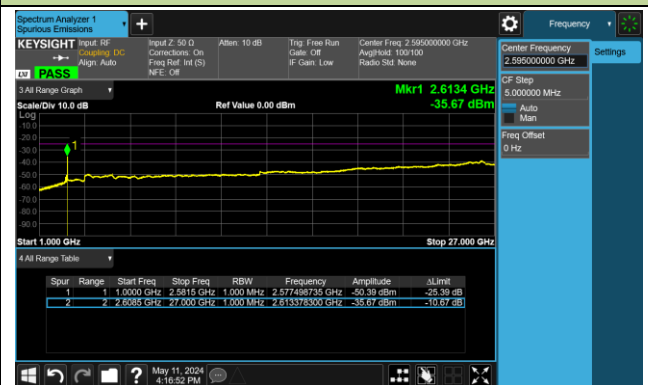 Spectrum Analyzer 1
Spurious Emissions
Frequency
KEYSIGHT
Input: RF
Coupling: DC
Align: Auto
Input Z: 50 Ω
Corrections: On
Freq Ref: Int (S)
NFE: Off
Atten: 10 dB
Trig: Free Run
Gate: Off
IF Gain: Low
Center Freq: 2.595000000 GHz
Avg|Hold: 100/100
Radio Std: None
LXI
PASS
Center Frequency
2.595000000 GHz
Settings
CF Step
5.000000 MHz
Auto
Man
Freq Offset
0 Hz
3 All Range Graph
Mkr1 2.6134 GHz
Scale/Div 10.0 dB
Ref Value 0.00 dBm
-35.67 dBm
Log
-10.0
-20.0
-30.0
-40.0
-50.0
-60.0
-70.0
-80.0
-90.0
1
Start 1.000 GHz
Stop 27.000 GHz
4 All Range Table
Spur Range Start Freq Stop Freq RBW Frequency Amplitude ΔLimit
1 1 1.0000 GHz 2.5815 GHz 1.000 MHz 2.577498735 GHz -50.39 dBm -25.39 dB
2 2 2.6085 GHz 27.000 GHz 1.000 MHz 2.613378300 GHz -35.67 dBm -10.67 dB
?
May 11, 2024
4:16:52 PM